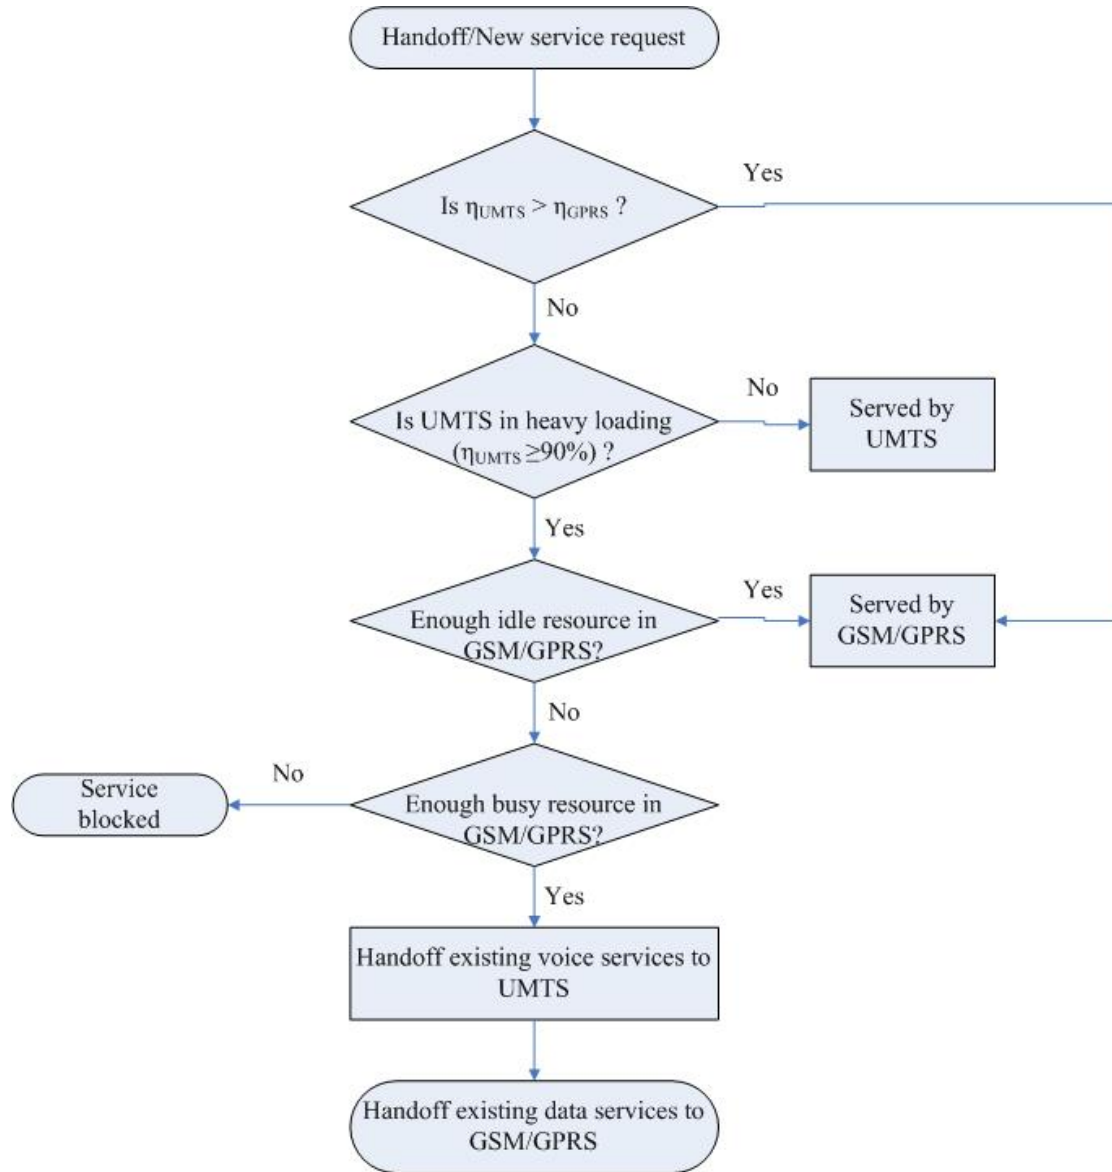 Handoff/New service request
Yes
Is ηUMTS > ηGPRS ?
No
No
Is UMTS in heavy loading
(ηUMTS ≥90%) ?
Served by
UMTS
Yes
Yes
Enough idle resource in
GSM/GPRS?
Served by
GSM/GPRS
No
No
Service
blocked
Enough busy resource in
GSM/GPRS?
Yes
Handoff existing voice services to
UMTS
Handoff existing data services to
GSM/GPRS